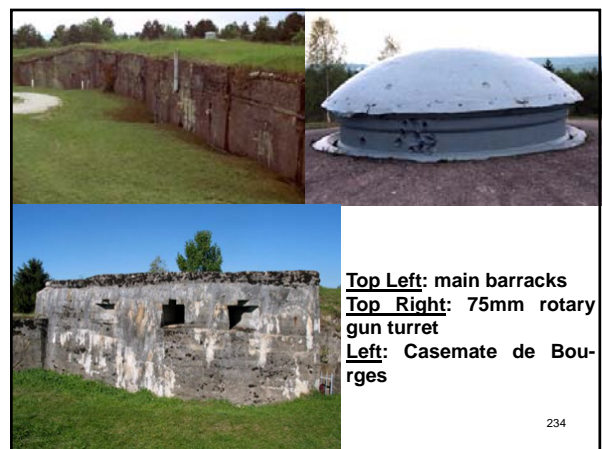 Top Left: main barracks
Top Right: 75mm rotary
gun turret
Left: Casemate de Bou-
rges
234